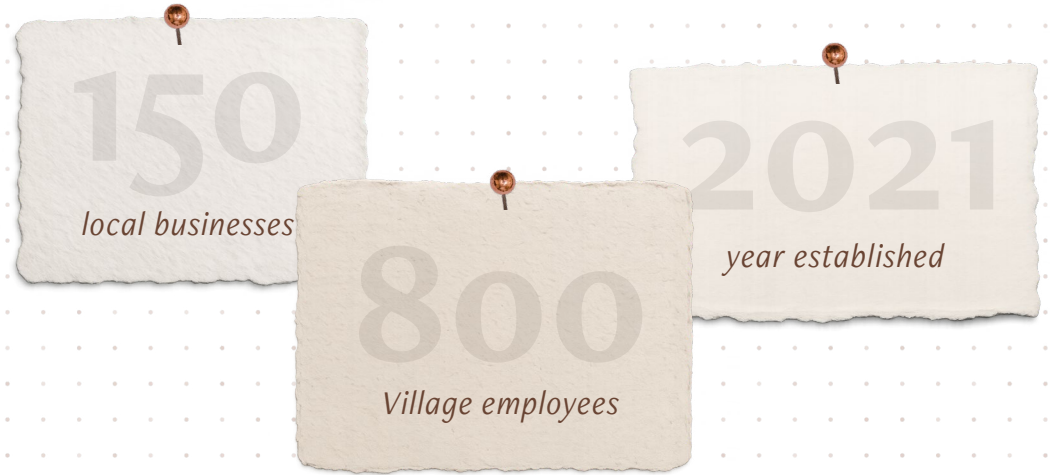 150
local businesses
800
Village employees
2021
year established